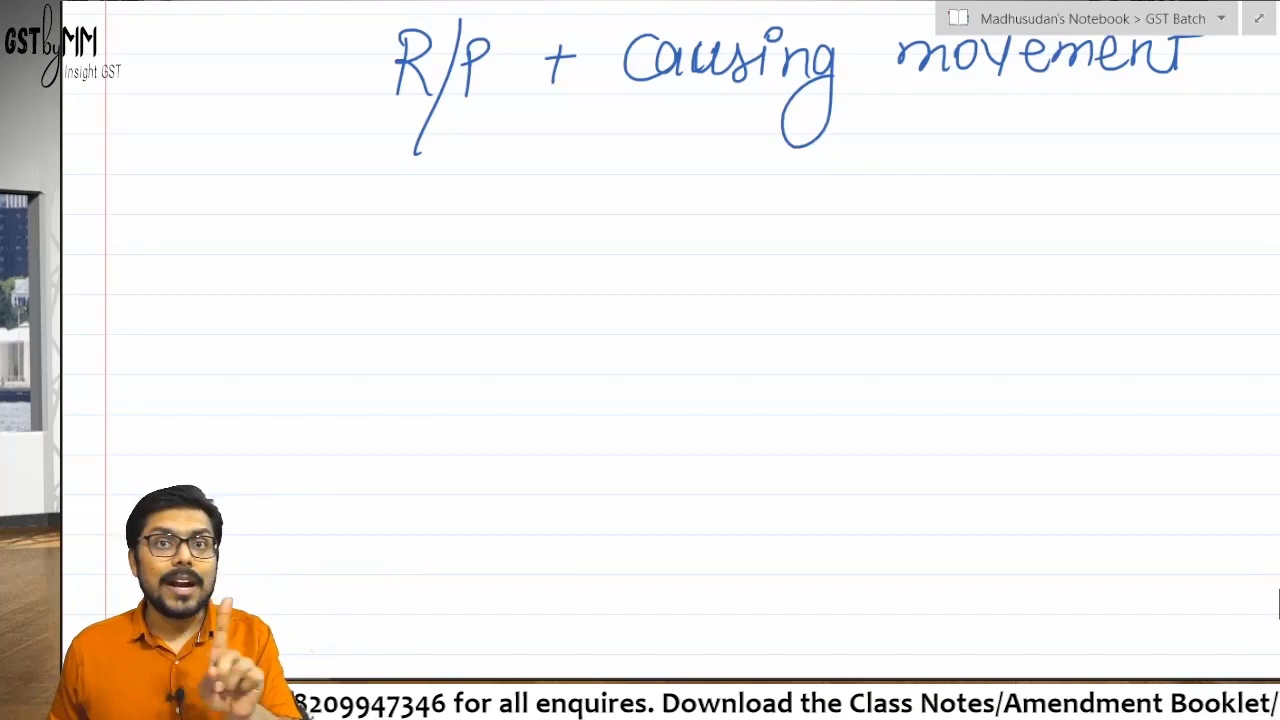 GST by MM
Insight GST
Madhusudan's Notebook > GST Batch
R/P + Causing movement
8209947346 for all enquires. Download the Class Notes/Amendment Booklet/